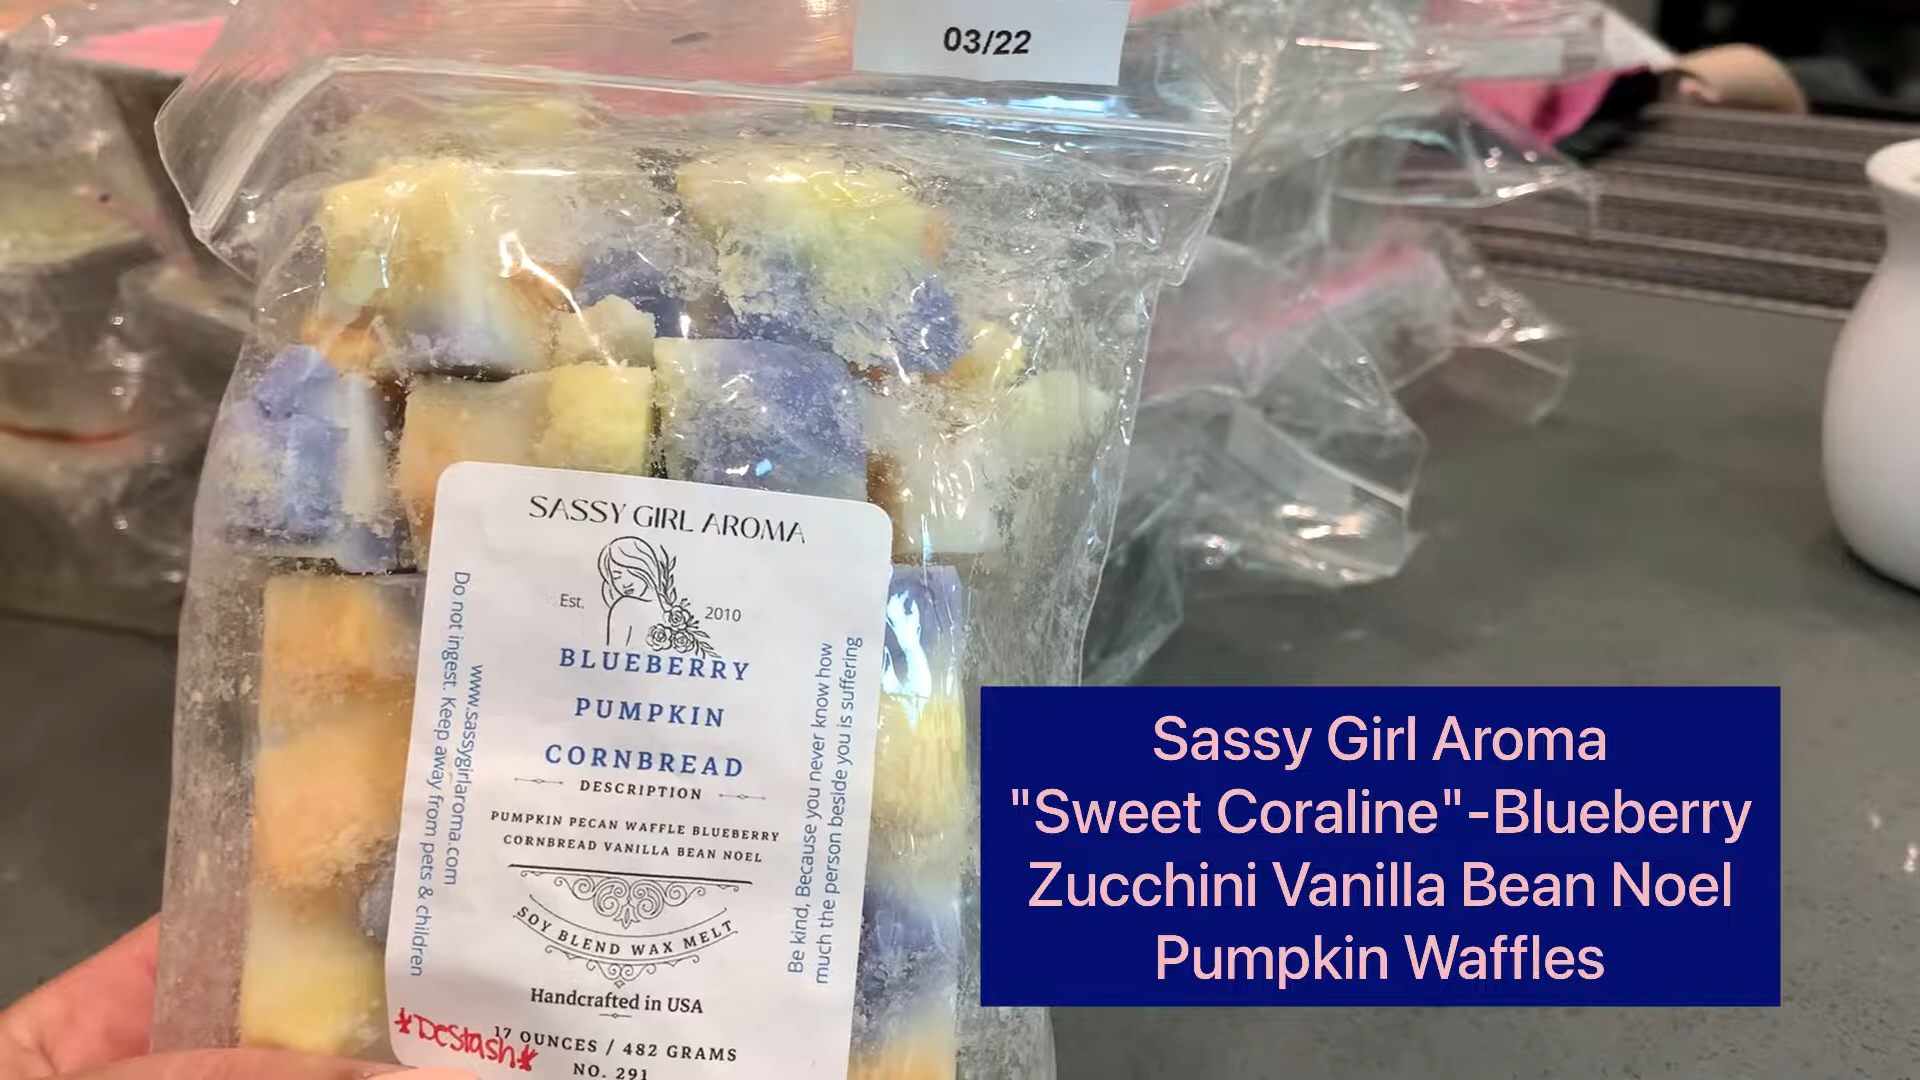 03/22
SASSY GIRL AROMA
Est. 2010
BLUEBERRY
PUMPKIN
CORNBREAD
DESCRIPTION
PUMPKIN PECAN WAFFLE BLUEBERRY
CORNBREAD VANILLA BEAN NOEL
SOY BLEND WAX MELT
Handcrafted in USA
17 OUNCES / 482 GRAMS
NO. 291
*DeStash*
www.sassygirlaroma.com
Do not ingest. Keep away from pets & children
Be kind, Because you never know how
much the person beside you is suffering
Sassy Girl Aroma
"Sweet Coraline"-Blueberry
Zucchini Vanilla Bean Noel
Pumpkin Waffles